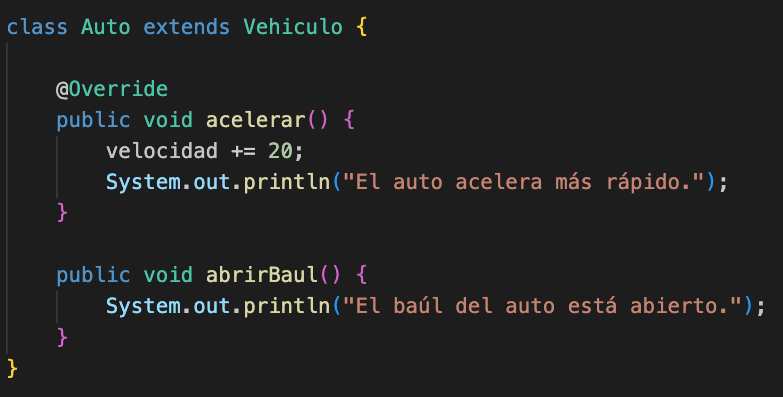 class Auto extends Vehiculo {
@Override
public void acelerar() {
velocidad += 20;
System.out.println("El auto acelera más rápido.");
}
public void abrirBaul() {
System.out.println("El baúl del auto está abierto.");
}
}